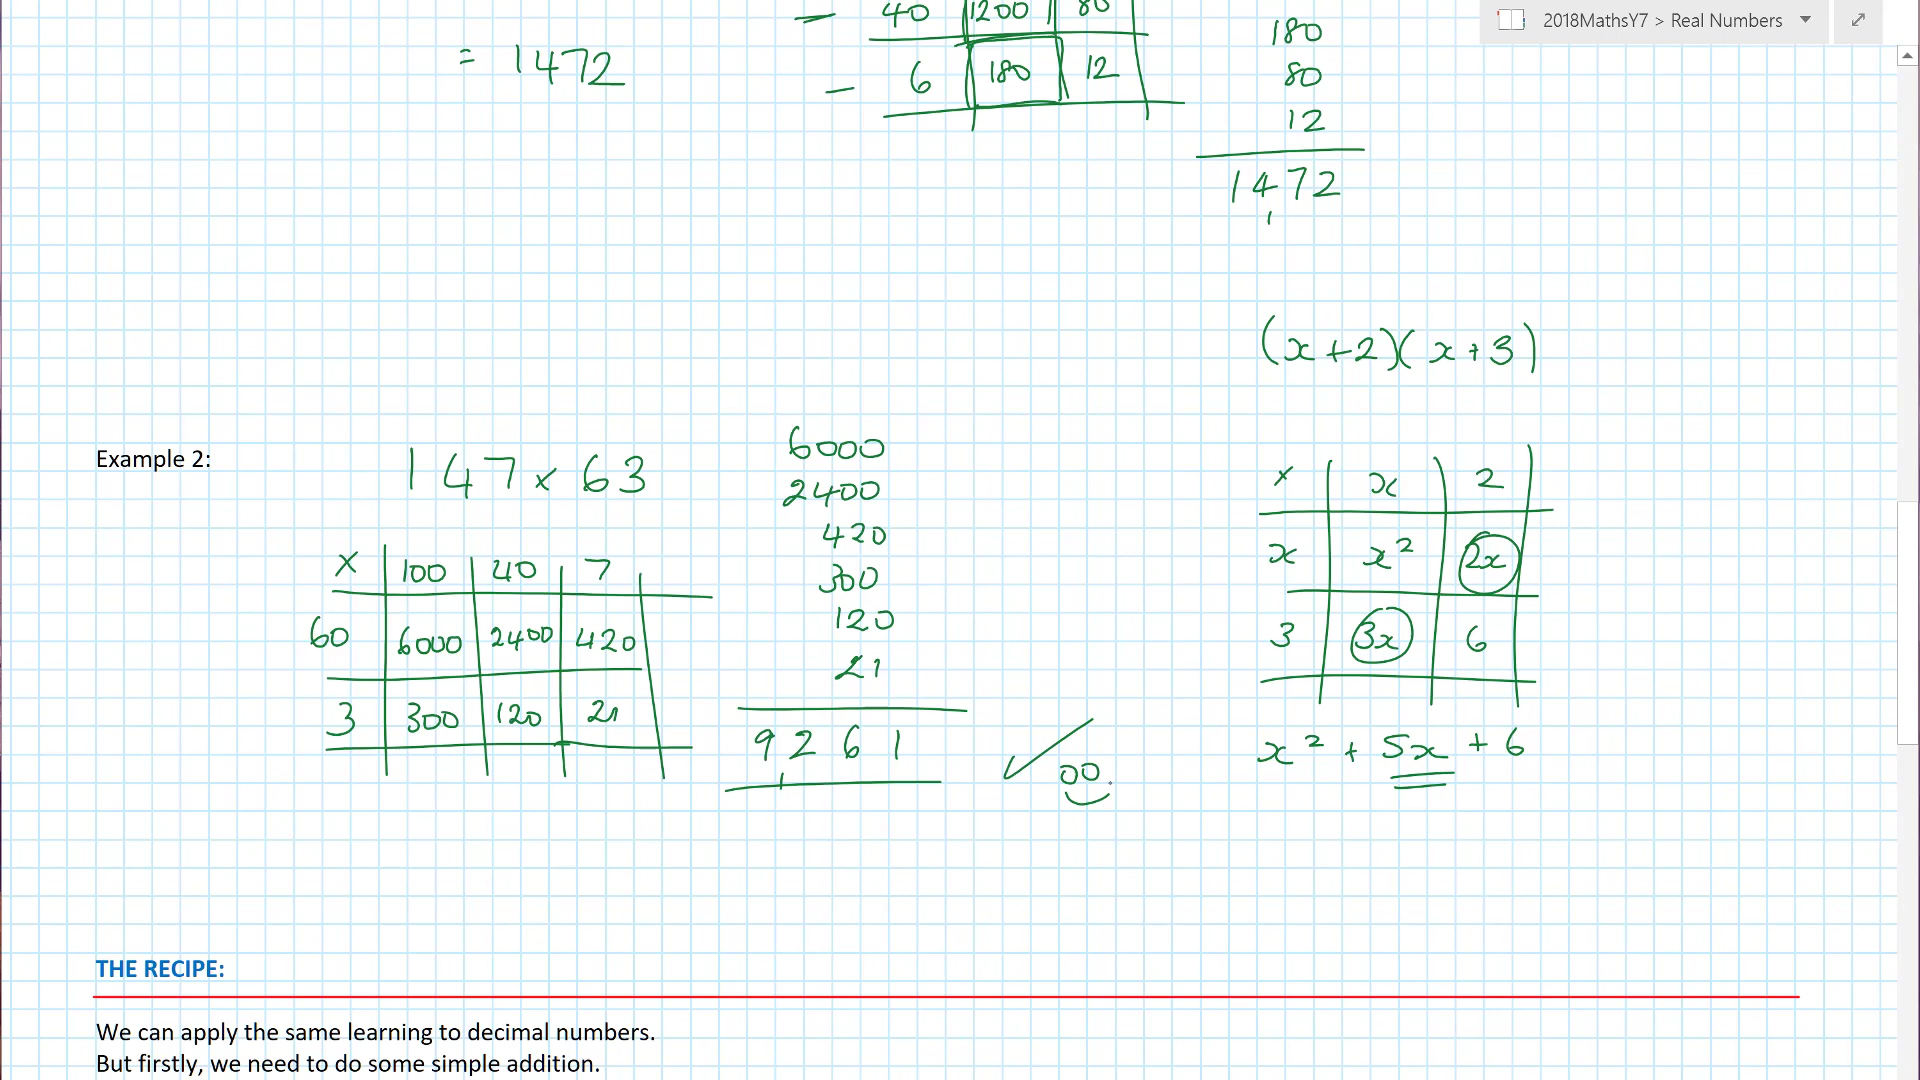 2018MathsY7 > Real Numbers
- 40 1200 80
= 1472
- 6 180 12
180
80
12
1472
1
(x+2)(x+3)
Example 2:
147 × 63
× 100 40 7
60 6000 2400 420
3 300 120 21
6000
2400
420
300
120
21
9261
1
× x 2
x x² 2x
3 3x 6
x² + 5x + 6
THE RECIPE:
We can apply the same learning to decimal numbers.
But firstly, we need to do some simple addition.